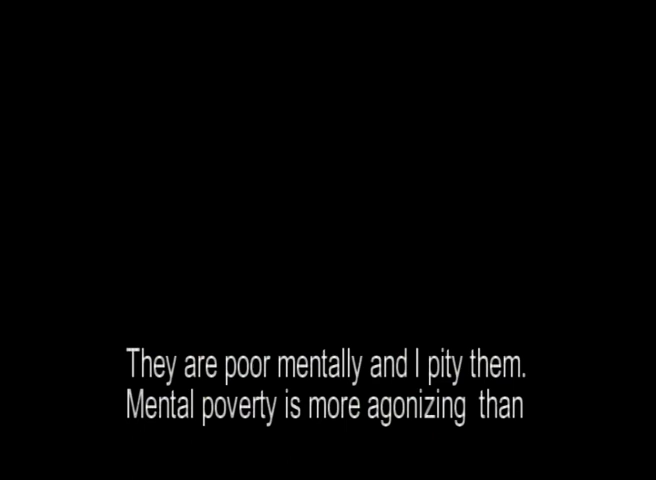 They are poor mentally and I pity them.
Mental poverty is more agonizing than